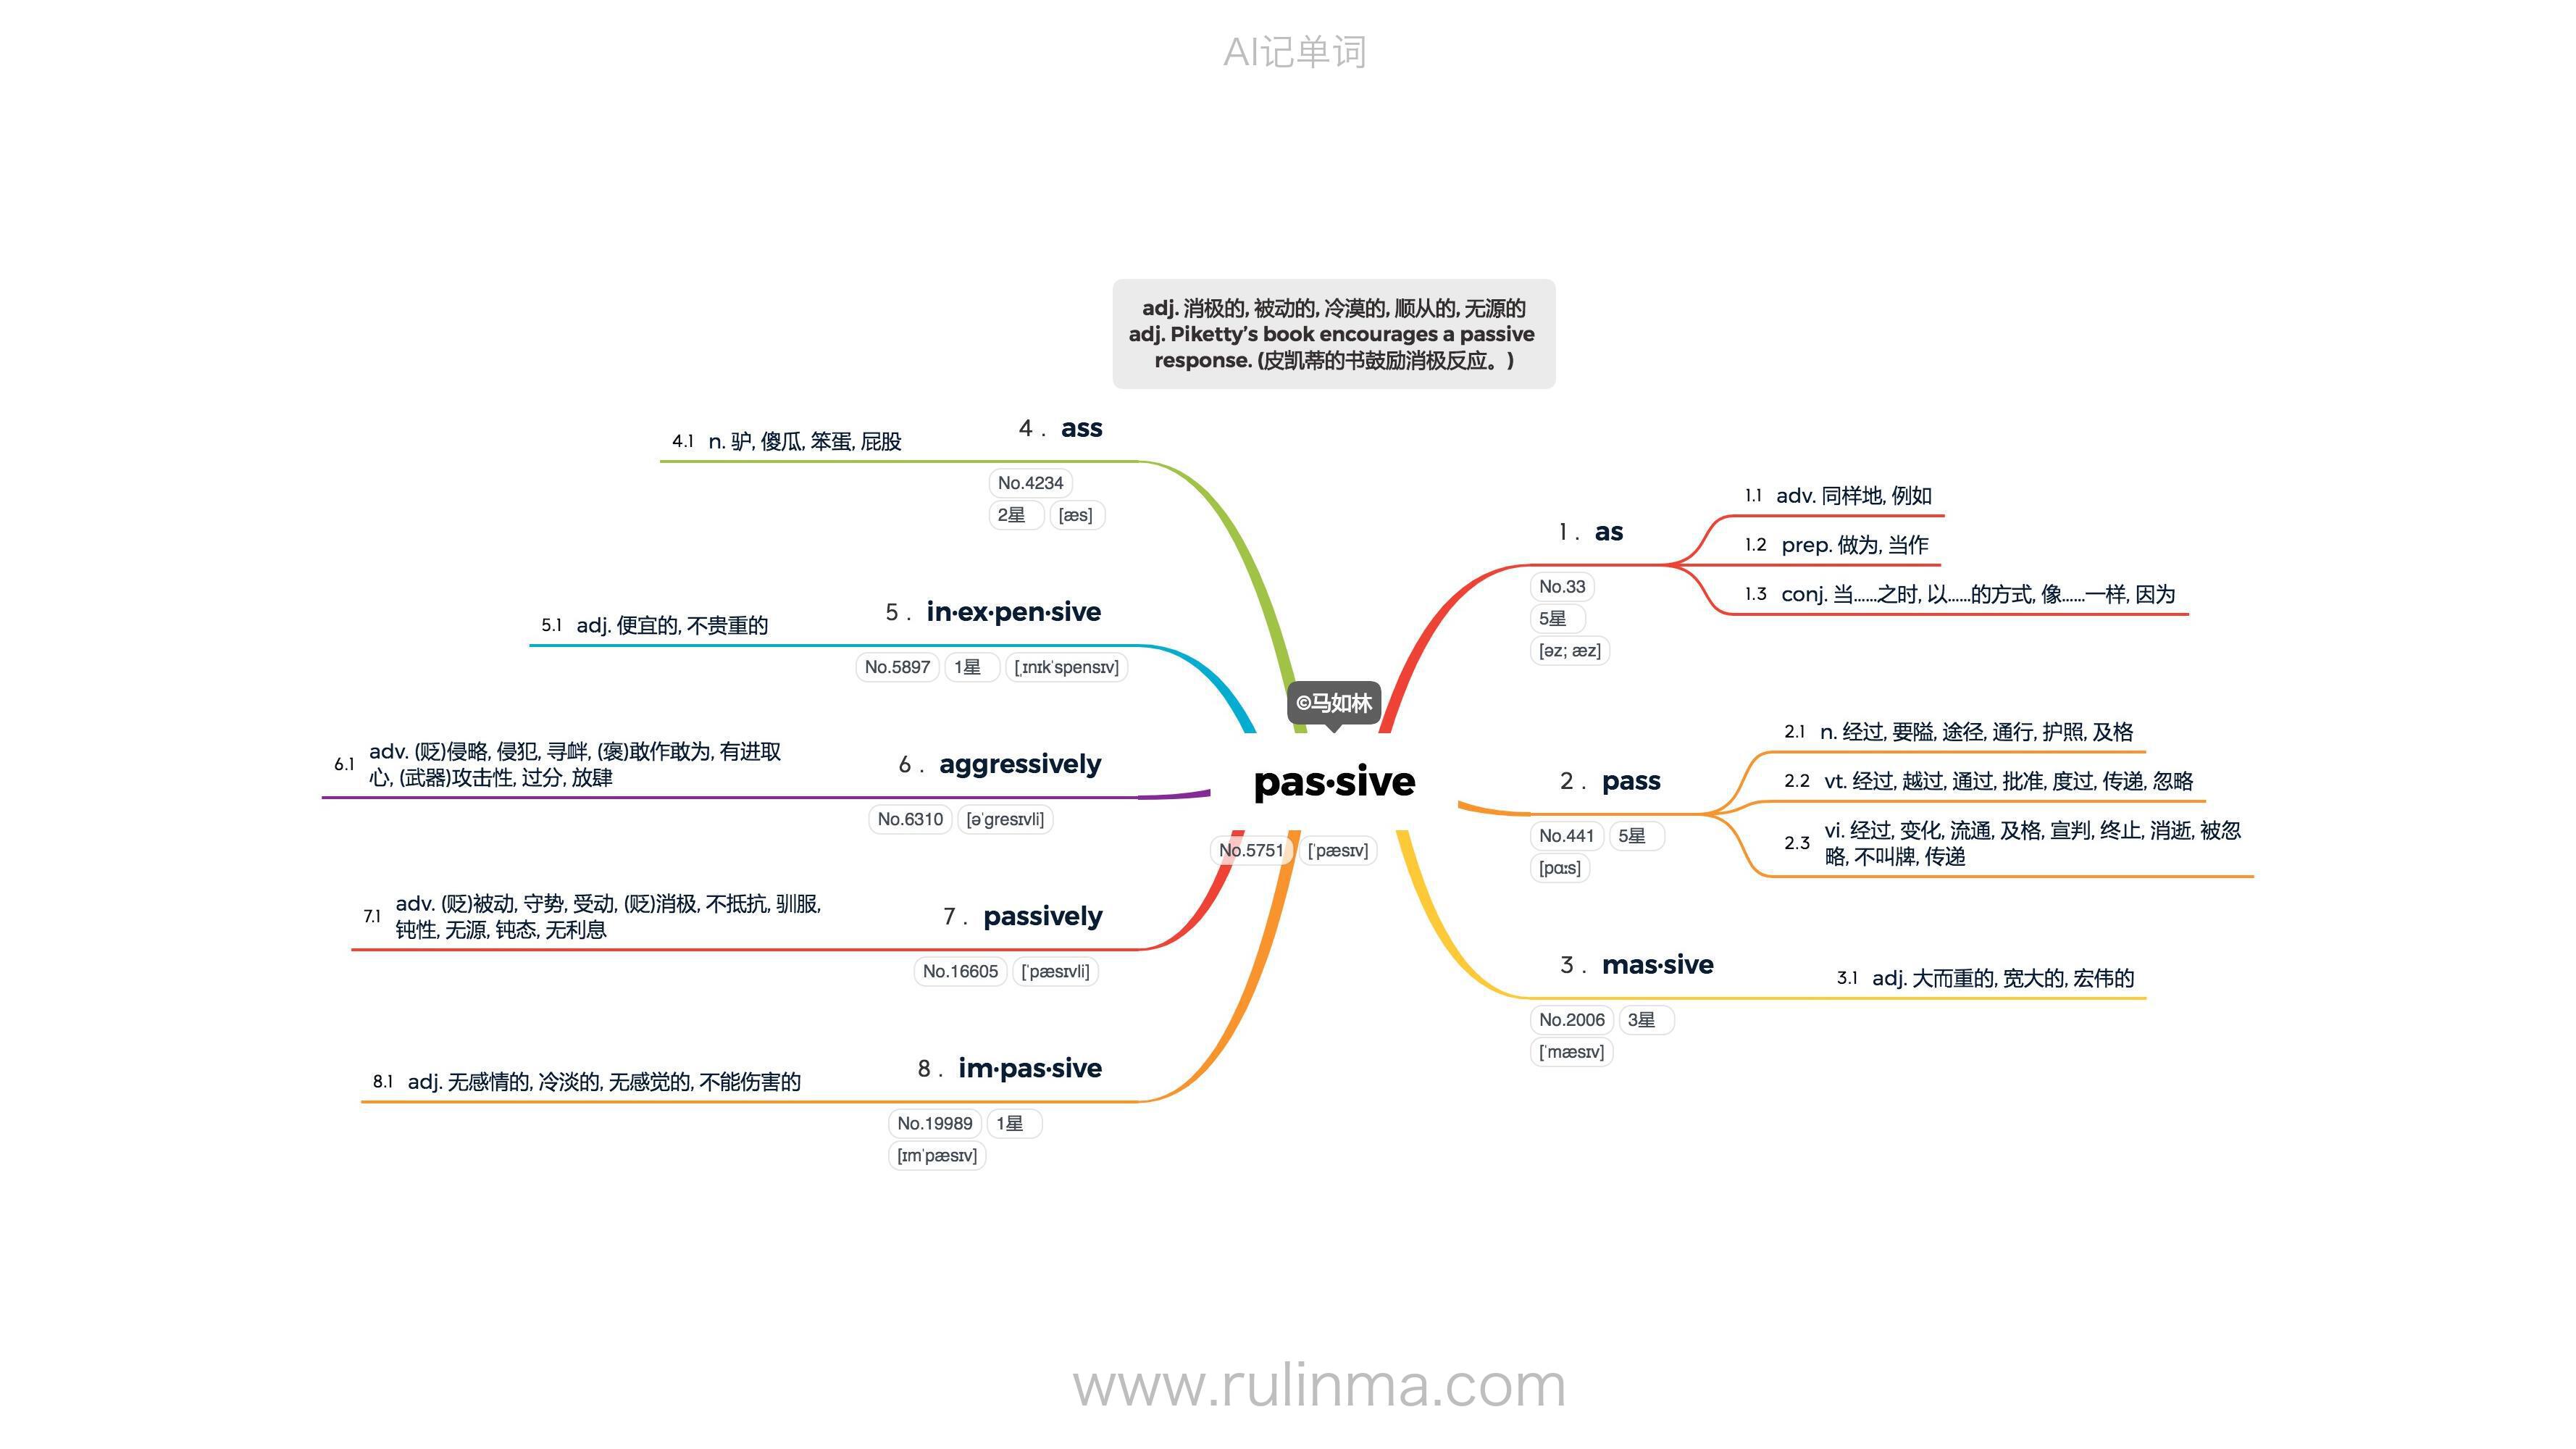 AI记单词
adj. 消极的, 被动的, 冷漠的, 顺从的, 无源的
adj. Piketty’s book encourages a passive
response. (皮凯蒂的书鼓励消极反应。)
©马如林
pas·sive
No.5751 [ˈpæsɪv]
1 . as
No.33
5星
[əz; æz]
1.1 adv. 同样地, 例如
1.2 prep. 做为, 当作
1.3 conj. 当……之时, 以……的方式, 像……一样, 因为
2 . pass
No.441 5星
[pɑːs]
2.1 n. 经过, 要隘, 途径, 通行, 护照, 及格
2.2 vt. 经过, 越过, 通过, 批准, 度过, 传递, 忽略
2.3 vi. 经过, 变化, 流通, 及格, 宣判, 终止, 消逝, 被忽
略, 不叫牌, 传递
3 . mas·sive
No.2006 3星
[ˈmæsɪv]
3.1 adj. 大而重的, 宽大的, 宏伟的
4 . ass
No.4234
2星 [æs]
4.1 n. 驴, 傻瓜, 笨蛋, 屁股
5 . in·ex·pen·sive
No.5897 1星 [ˌɪnɪkˈspensɪv]
5.1 adj. 便宜的, 不贵重的
6 . aggressively
No.6310 [əˈgresɪvli]
6.1 adv. (贬)侵略, 侵犯, 寻衅, (褒)敢作敢为, 有进取
心, (武器)攻击性, 过分, 放肆
7 . passively
No.16605 [ˈpæsɪvli]
7.1 adv. (贬)被动, 守势, 受动, (贬)消极, 不抵抗, 驯服,
钝性, 无源, 钝态, 无利息
8 . im·pas·sive
No.19989 1星
[ɪmˈpæsɪv]
8.1 adj. 无感情的, 冷淡的, 无感觉的, 不能伤害的
www.rulinma.com